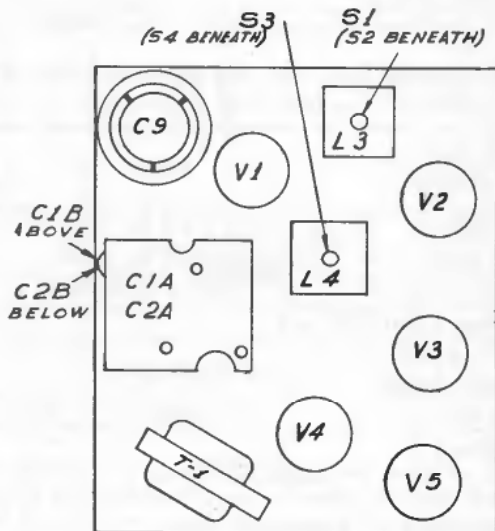 S3
(S4 BENEATH)
S1
(S2 BENEATH)
C9
L3
V1
V2
C1B
ABOVE
C2B
BELOW
C1A
C2A
L4
V3
V4
T-1
V5